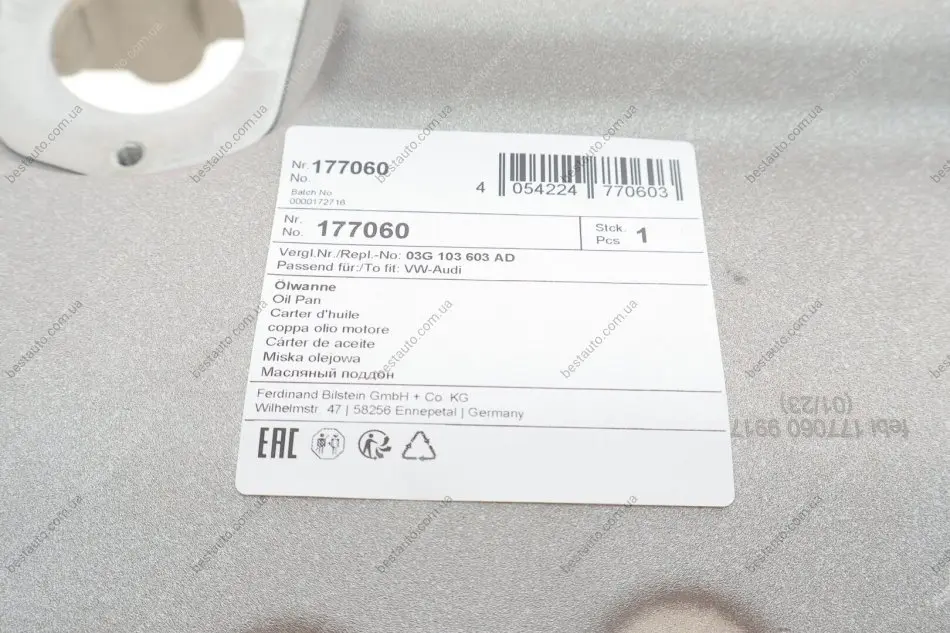 Nr. 177060
No.
Batch No
0000172716
4 054224 770603
Nr. 177060
No.
Stck. 1
Pcs
Vergl.Nr./Repl.-No: 03G 103 603 AD
Passend für:/To fit: VW-Audi
Ölwanne
Oil Pan
Carter d'huile
coppa olio motore
Cárter de aceite
Miska olejowa
Масляный поддон
Ferdinand Bilstein GmbH + Co. KG
Wilhelmstr. 47 | 58256 Ennepetal | Germany
EAC
febi 177060 9917
(01/23)
bestauto.com.ua